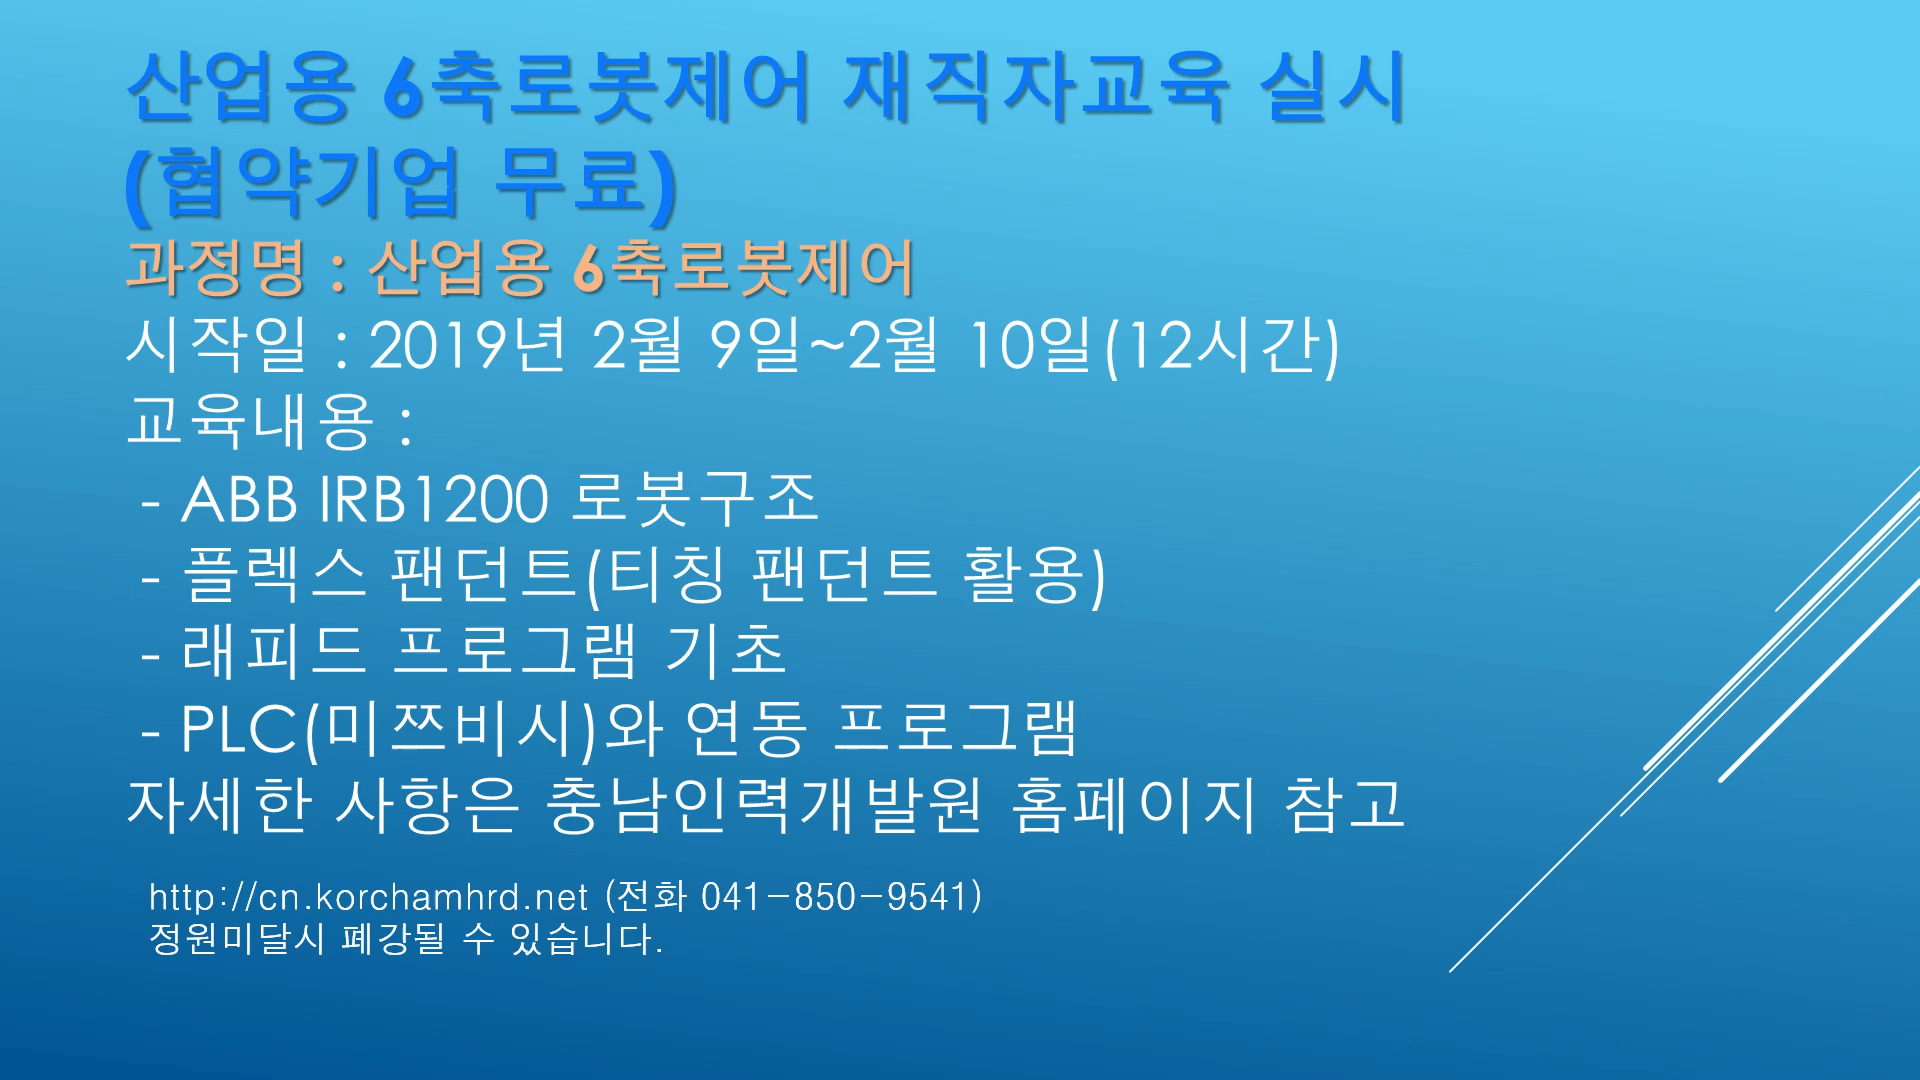 산업용 6축로봇제어 재직자교육 실시
(협약기업 무료)
과정명 : 산업용 6축로봇제어
시작일 : 2019년 2월 9일~2월 10일(12시간)
교육내용 :
- ABB IRB1200 로봇구조
- 플렉스 팬던트(티칭 팬던트 활용)
- 래피드 프로그램 기초
- PLC(미쯔비시)와 연동 프로그램
자세한 사항은 충남인력개발원 홈페이지 참고
http://cn.korchamhrd.net (전화 041-850-9541)
정원미달시 폐강될 수 있습니다.